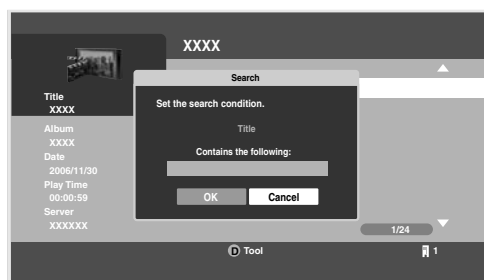 XXXX
Search
Title
XXXX
Set the search condition.
Album
XXXX
Title
Date
2006/11/30
Contains the following:
Play Time
00:00:59
OK Cancel
Server
XXXXXX
1/24
D Tool
1